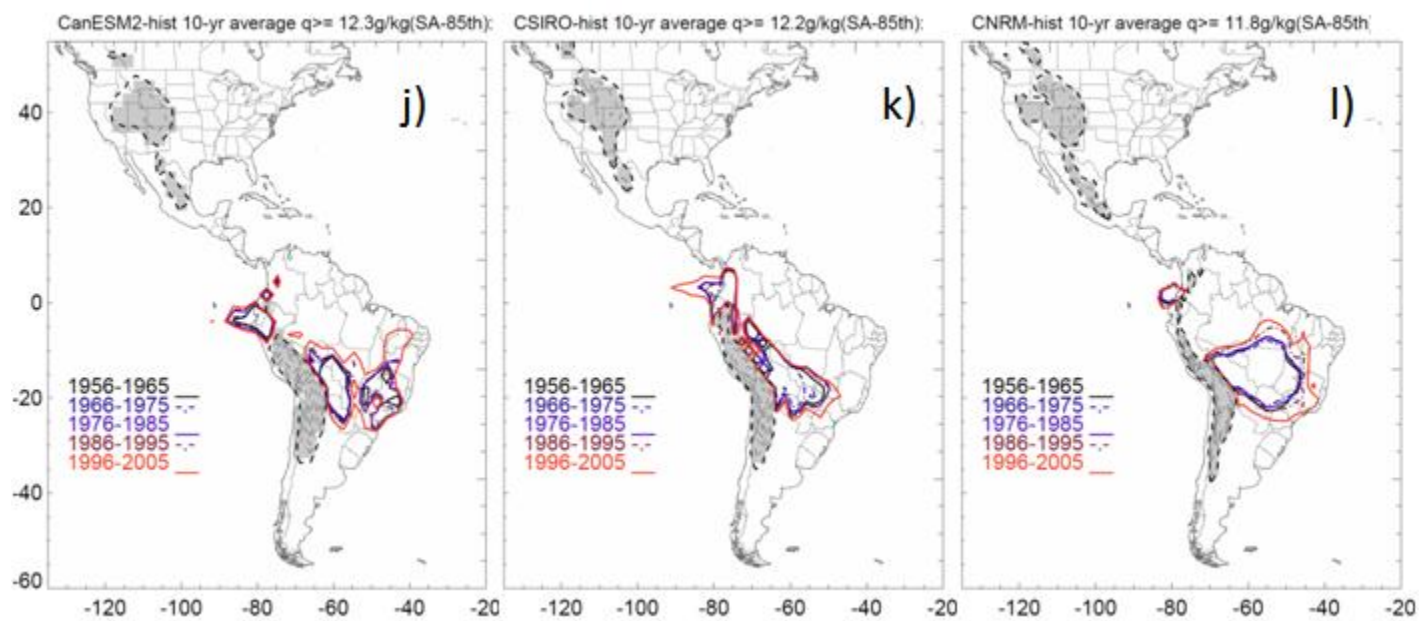 CanESM2-hist 10-yr average q>= 12.3g/kg(SA-85th):
CSIRO-hist 10-yr average q>= 12.2g/kg(SA-85th):
CNRM-hist 10-yr average q>= 11.8g/kg(SA-85th
j)
k)
l)
40
20
0
-20
-40
-60
1956-1965
1966-1975
1976-1985
1986-1995
1996-2005
1956-1965
1966-1975
1976-1985
1986-1995
1996-2005
1956-1965
1966-1975
1976-1985
1986-1995
1996-2005
-120 -100 -80 -60 -40 -20
-120 -100 -80 -60 -40 -20
-120 -100 -80 -60 -40 -20